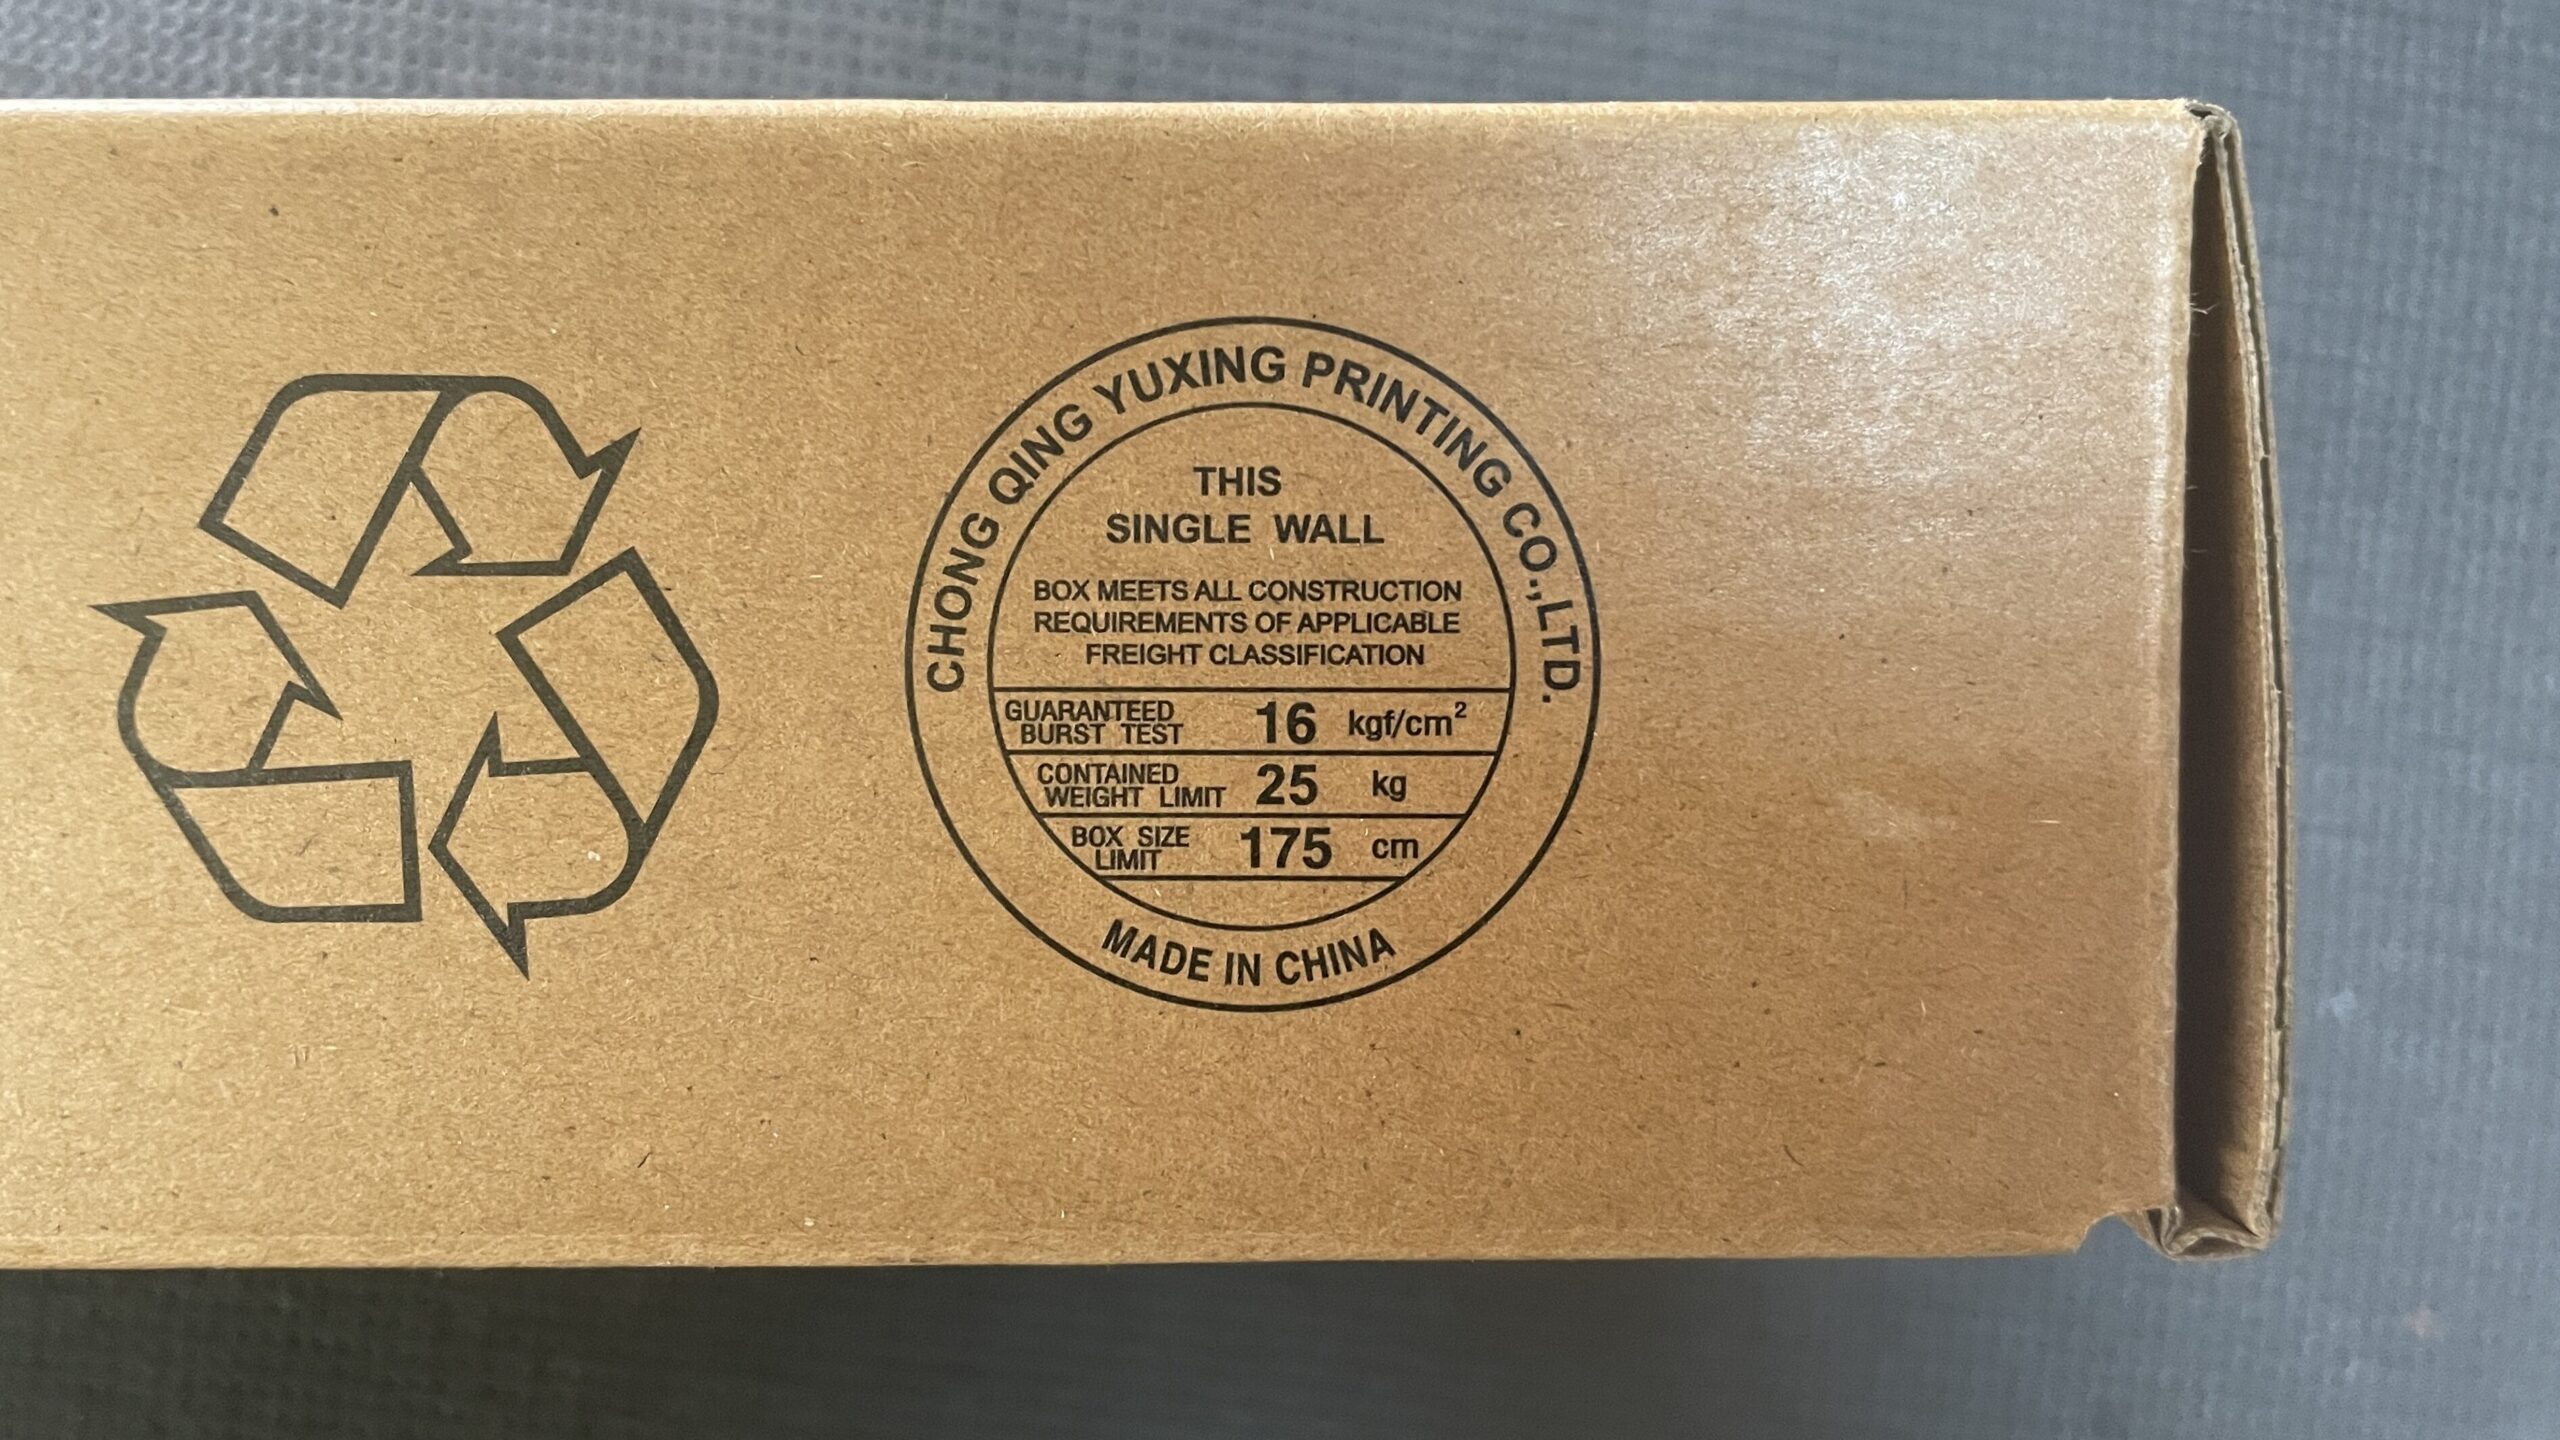 CHONG QING YUXING PRINTING CO.,LTD.
THIS
SINGLE WALL
BOX MEETS ALL CONSTRUCTION
REQUIREMENTS OF APPLICABLE
FREIGHT CLASSIFICATION
GUARANTEED
BURST TEST 16 kgf/cm²
CONTAINED
WEIGHT LIMIT 25 kg
BOX SIZE
LIMIT 175 cm
MADE IN CHINA